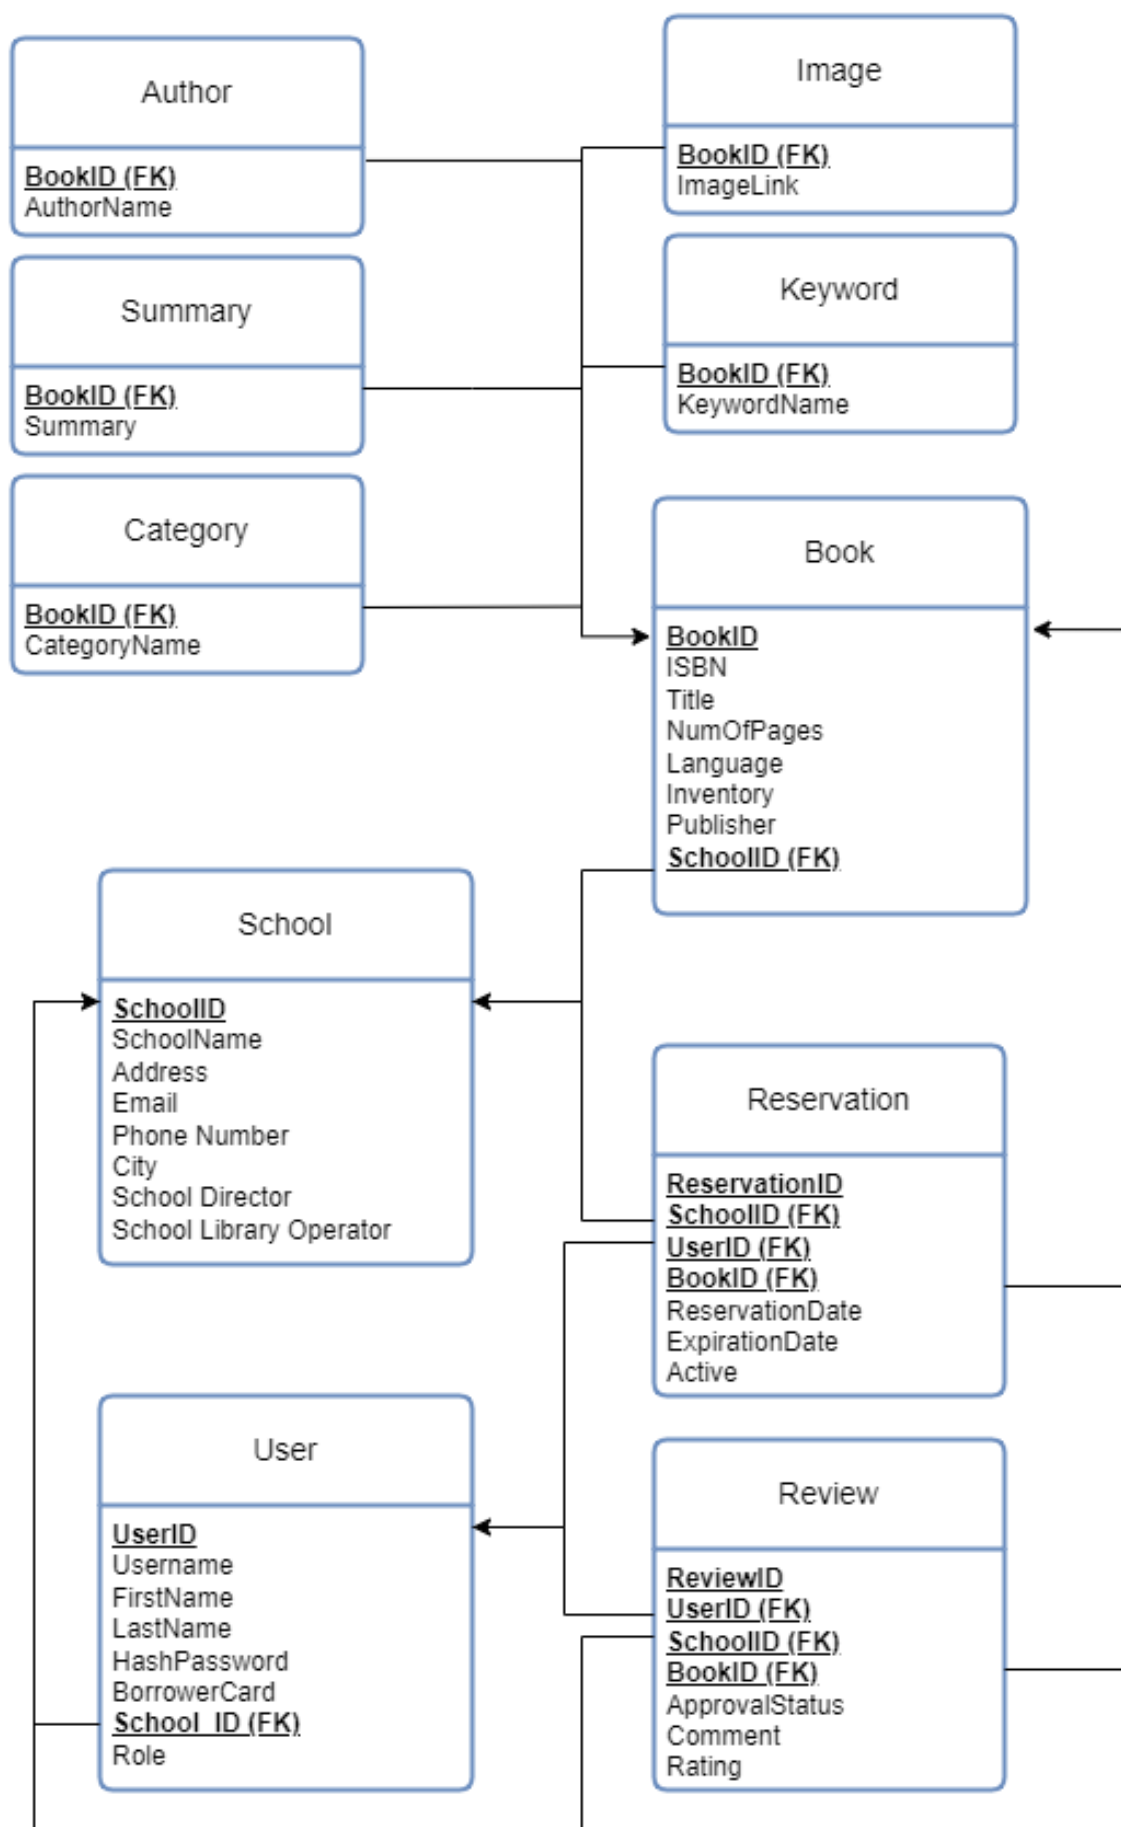 Author
BookID (FK)
AuthorName
Image
BookID (FK)
ImageLink
Summary
BookID (FK)
Summary
Keyword
BookID (FK)
KeywordName
Category
BookID (FK)
CategoryName
Book
BookID
ISBN
Title
NumOfPages
Language
Inventory
Publisher
SchoolID (FK)
School
SchoolID
SchoolName
Address
Email
Phone Number
City
School Director
School Library Operator
Reservation
ReservationID
SchoolID (FK)
UserID (FK)
BookID (FK)
ReservationDate
ExpirationDate
Active
User
UserID
Username
FirstName
LastName
HashPassword
BorrowerCard
School_ID (FK)
Role
Review
ReviewID
UserID (FK)
SchoolID (FK)
BookID (FK)
ApprovalStatus
Comment
Rating